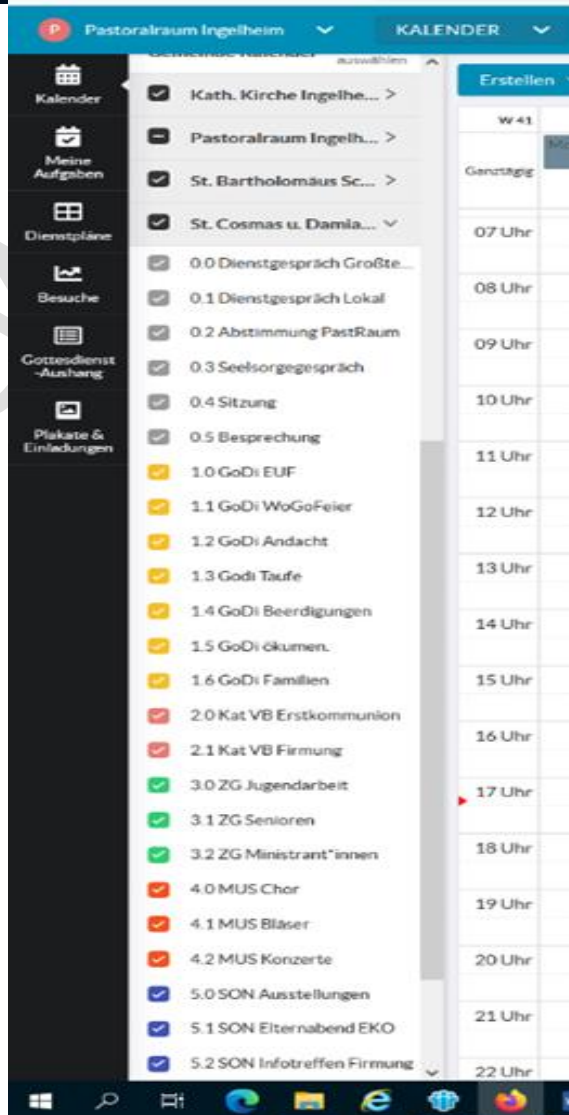 P Pastoralraum Ingelheim KALENDER
Kalender
Meine
Aufgaben
Dienstpläne
Besuche
Gottesdienst
-Aushang
Plakate &
Einladungen
Gemeinde Kalender auswählen
Kath. Kirche Ingelhe... >
Pastoralraum Ingelh... >
St. Bartholomäus Sc... >
St. Cosmas u. Damia...
0.0 Dienstgespräch Großte...
0.1 Dienstgespräch Lokal
0.2 Abstimmung PastRaum
0.3 Seelsorgegespräch
0.4 Sitzung
0.5 Besprechung
1.0 GoDi EUF
1.1 GoDi WoGoFeier
1.2 GoDi Andacht
1.3 Godi Taufe
1.4 GoDi Beerdigungen
1.5 GoDi ökumen.
1.6 GoDi Familien
2.0 Kat VB Erstkommunion
2.1 Kat VB Firmung
3.0 ZG Jugendarbeit
3.1 ZG Senioren
3.2 ZG Ministrant*innen
4.0 MUS Chor
4.1 MUS Bläser
4.2 MUS Konzerte
5.0 SON Ausstellungen
5.1 SON Elternabend EKO
5.2 SON Infotreffen Firmung
Erstellen
W 41
Ganztägig
07 Uhr
08 Uhr
09 Uhr
10 Uhr
11 Uhr
12 Uhr
13 Uhr
14 Uhr
15 Uhr
16 Uhr
17 Uhr
18 Uhr
19 Uhr
20 Uhr
21 Uhr
22 Uhr